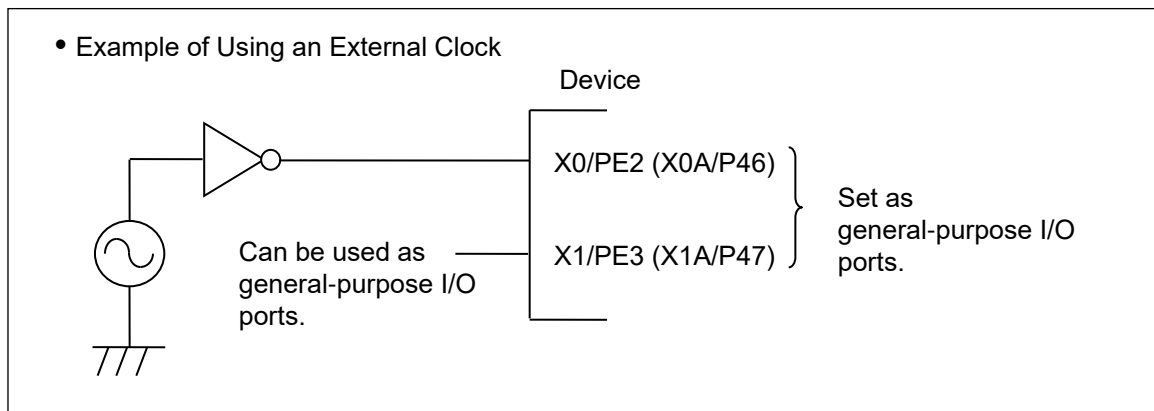 • Example of Using an External Clock
Device
X0/PE2 (X0A/P46)
X1/PE3 (X1A/P47)
Can be used as
general-purpose I/O
ports.
Set as
general-purpose I/O
ports.